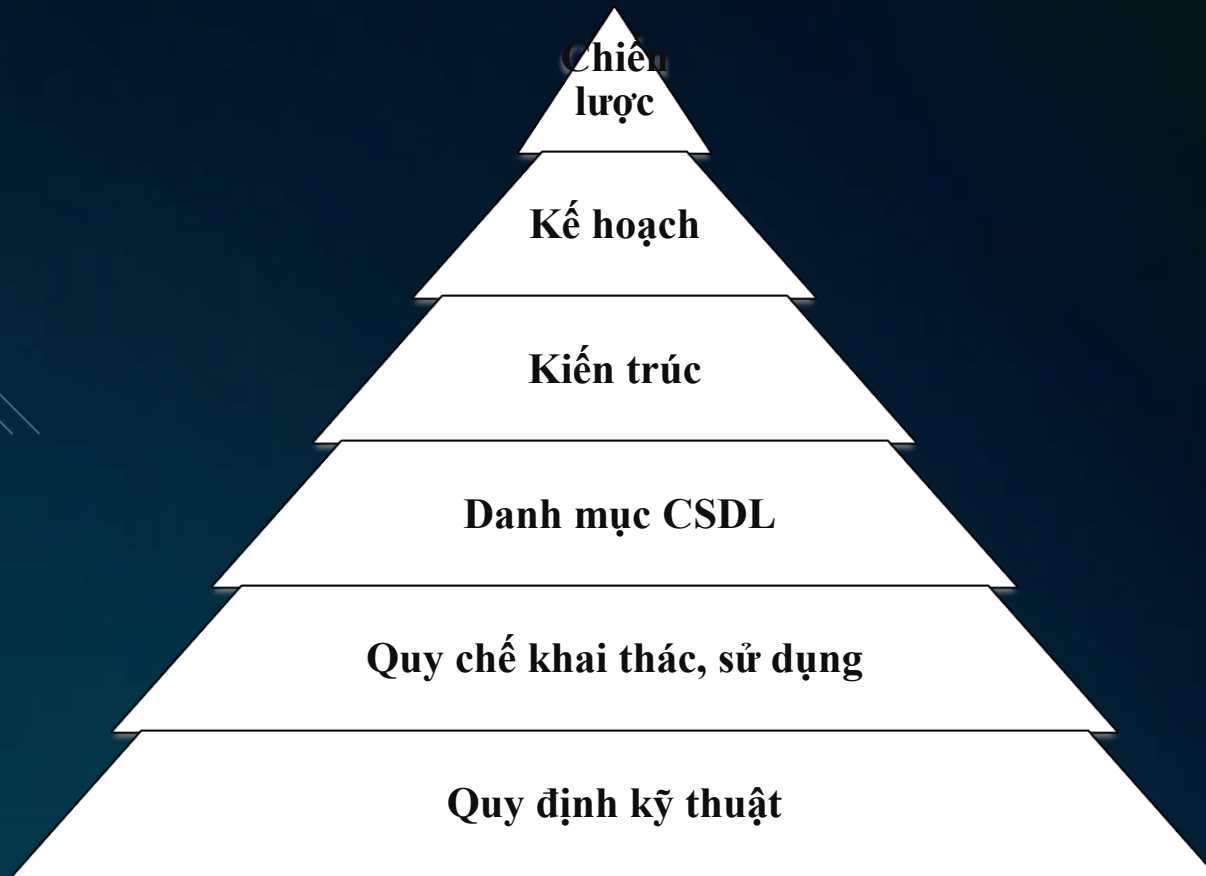 Chiến
lược
Kế hoạch
Kiến trúc
Danh mục CSDL
Quy chế khai thác, sử dụng
Quy định kỹ thuật